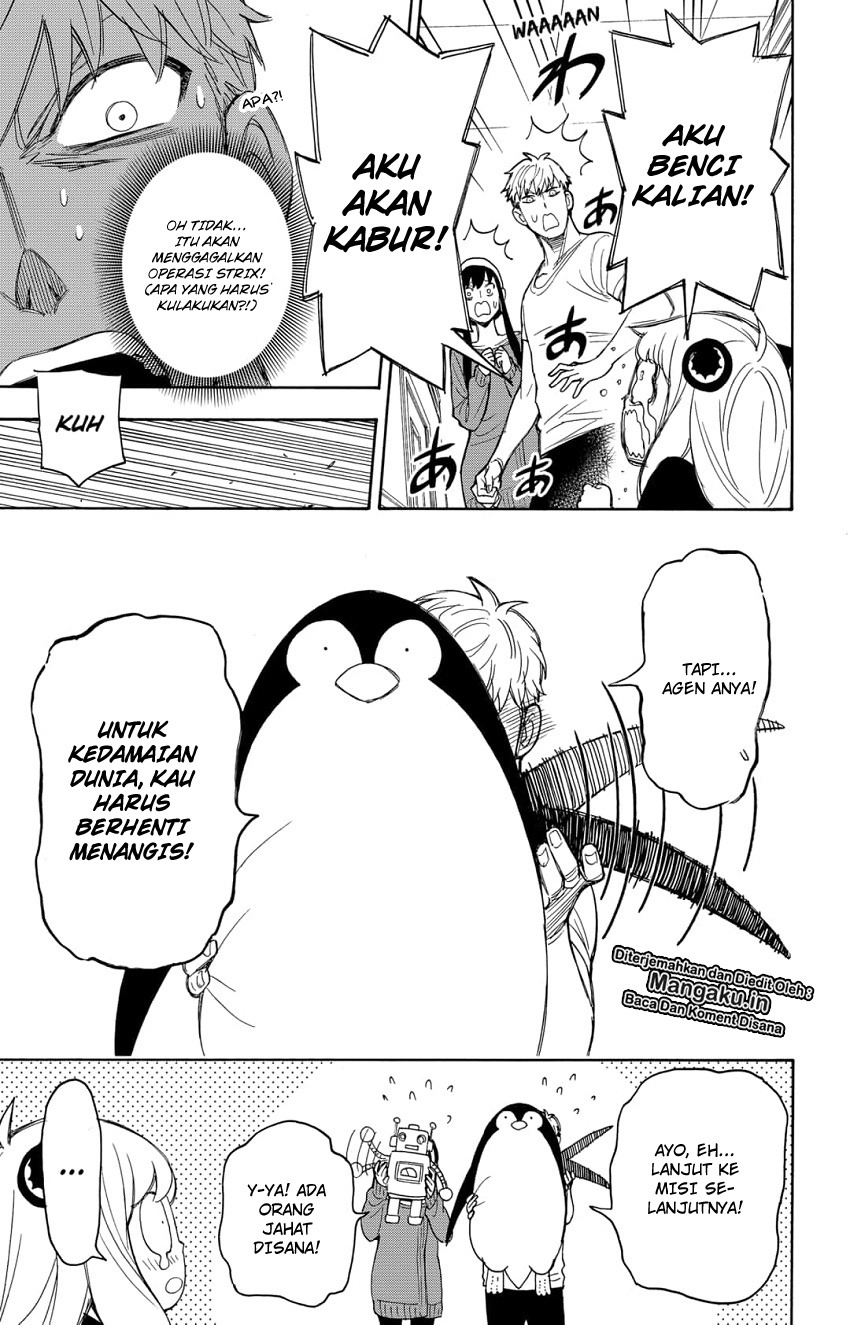 WAAAAAN
わ
あ
あ
あ
あ
AKU
BENCI
KALIAN!
AKU
AKAN
KABUR!
APA?!
OH TIDAK...
ITU AKAN
MENGGAGALKAN
OPERASI STRIX!
(APA YANG HARUS
KULAKUKAN?!)
KUH
TAPI...
AGEN ANYA!
UNTUK
KEDAMAIAN
DUNIA, KAU
HARUS
BERHENTI
MENANGIS!
Diterjemahkan dan Diedit Oleh :
Mangaku.in
Baca Dan Koment Disana
AYO, EH...
LANJUT KE
MISI SE-
LANJUTNYA!
Y-YA! ADA
ORANG
JAHAT
DISANA!
...